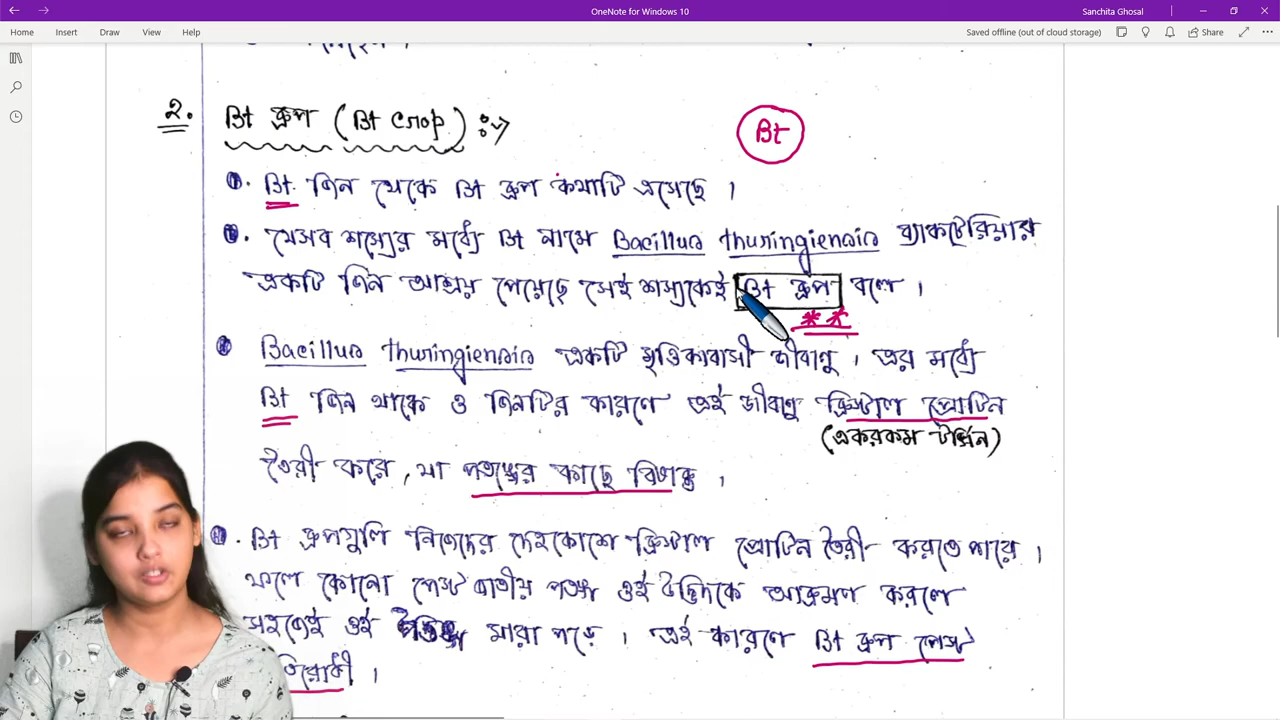 OneNote for Windows 10
Sanchita Ghosal
Home Insert Draw View Help
Saved offline (out of cloud storage) Share
2. Bt ক্রপ (Bt crop) :→
Bt
Bt জিন থেকে Bt ক্রপ কথাটি এসেছে ।
যেসব শস্যের মধ্যে Bt নামে Bacillus thuringiensis ব্যাকটেরিয়ার
একটি জিন আশ্রয় পেয়েছে সেই শস্যকেই Bt ক্রপ বলে ।
**
Bacillus thuringiensis একটি মৃত্তিকাবাসী জীবাণু । এর মধ্যে
Bt জিন থাকে ও জিনটির কারণে এই জীবাণু ক্রিস্টাল প্রোটিন
(একরকম টক্সিন)
তৈরী করে, যা পতঙ্গের কাছে বিষাক্ত ।
Bt ক্রপগুলি নিজেদের দেহকোশে ক্রিস্টাল প্রোটিন তৈরী করতে পারে ।
ফলে কোনো পেস্ট জাতীয় পতঙ্গ ওই উদ্ভিদকে আক্রমণ করলে
সহজেই ওই মারা পড়ে । এই কারণে Bt ক্রপ পেস্ট